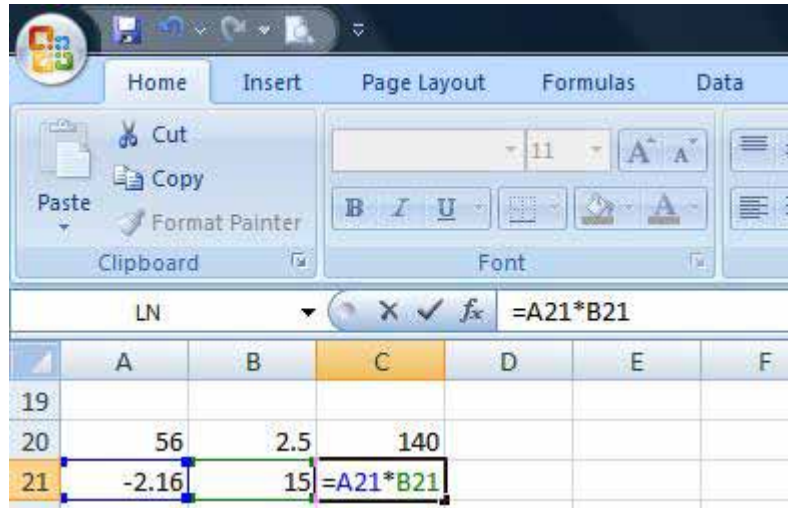 Home Insert Page Layout Formulas Data
Cut
Copy
Paste
Format Painter
11 A A
B I U A
Clipboard Font
LN fx =A21*B21
A B C D E F
19
20 56 2.5 140
21 -2.16 15 =A21*B21